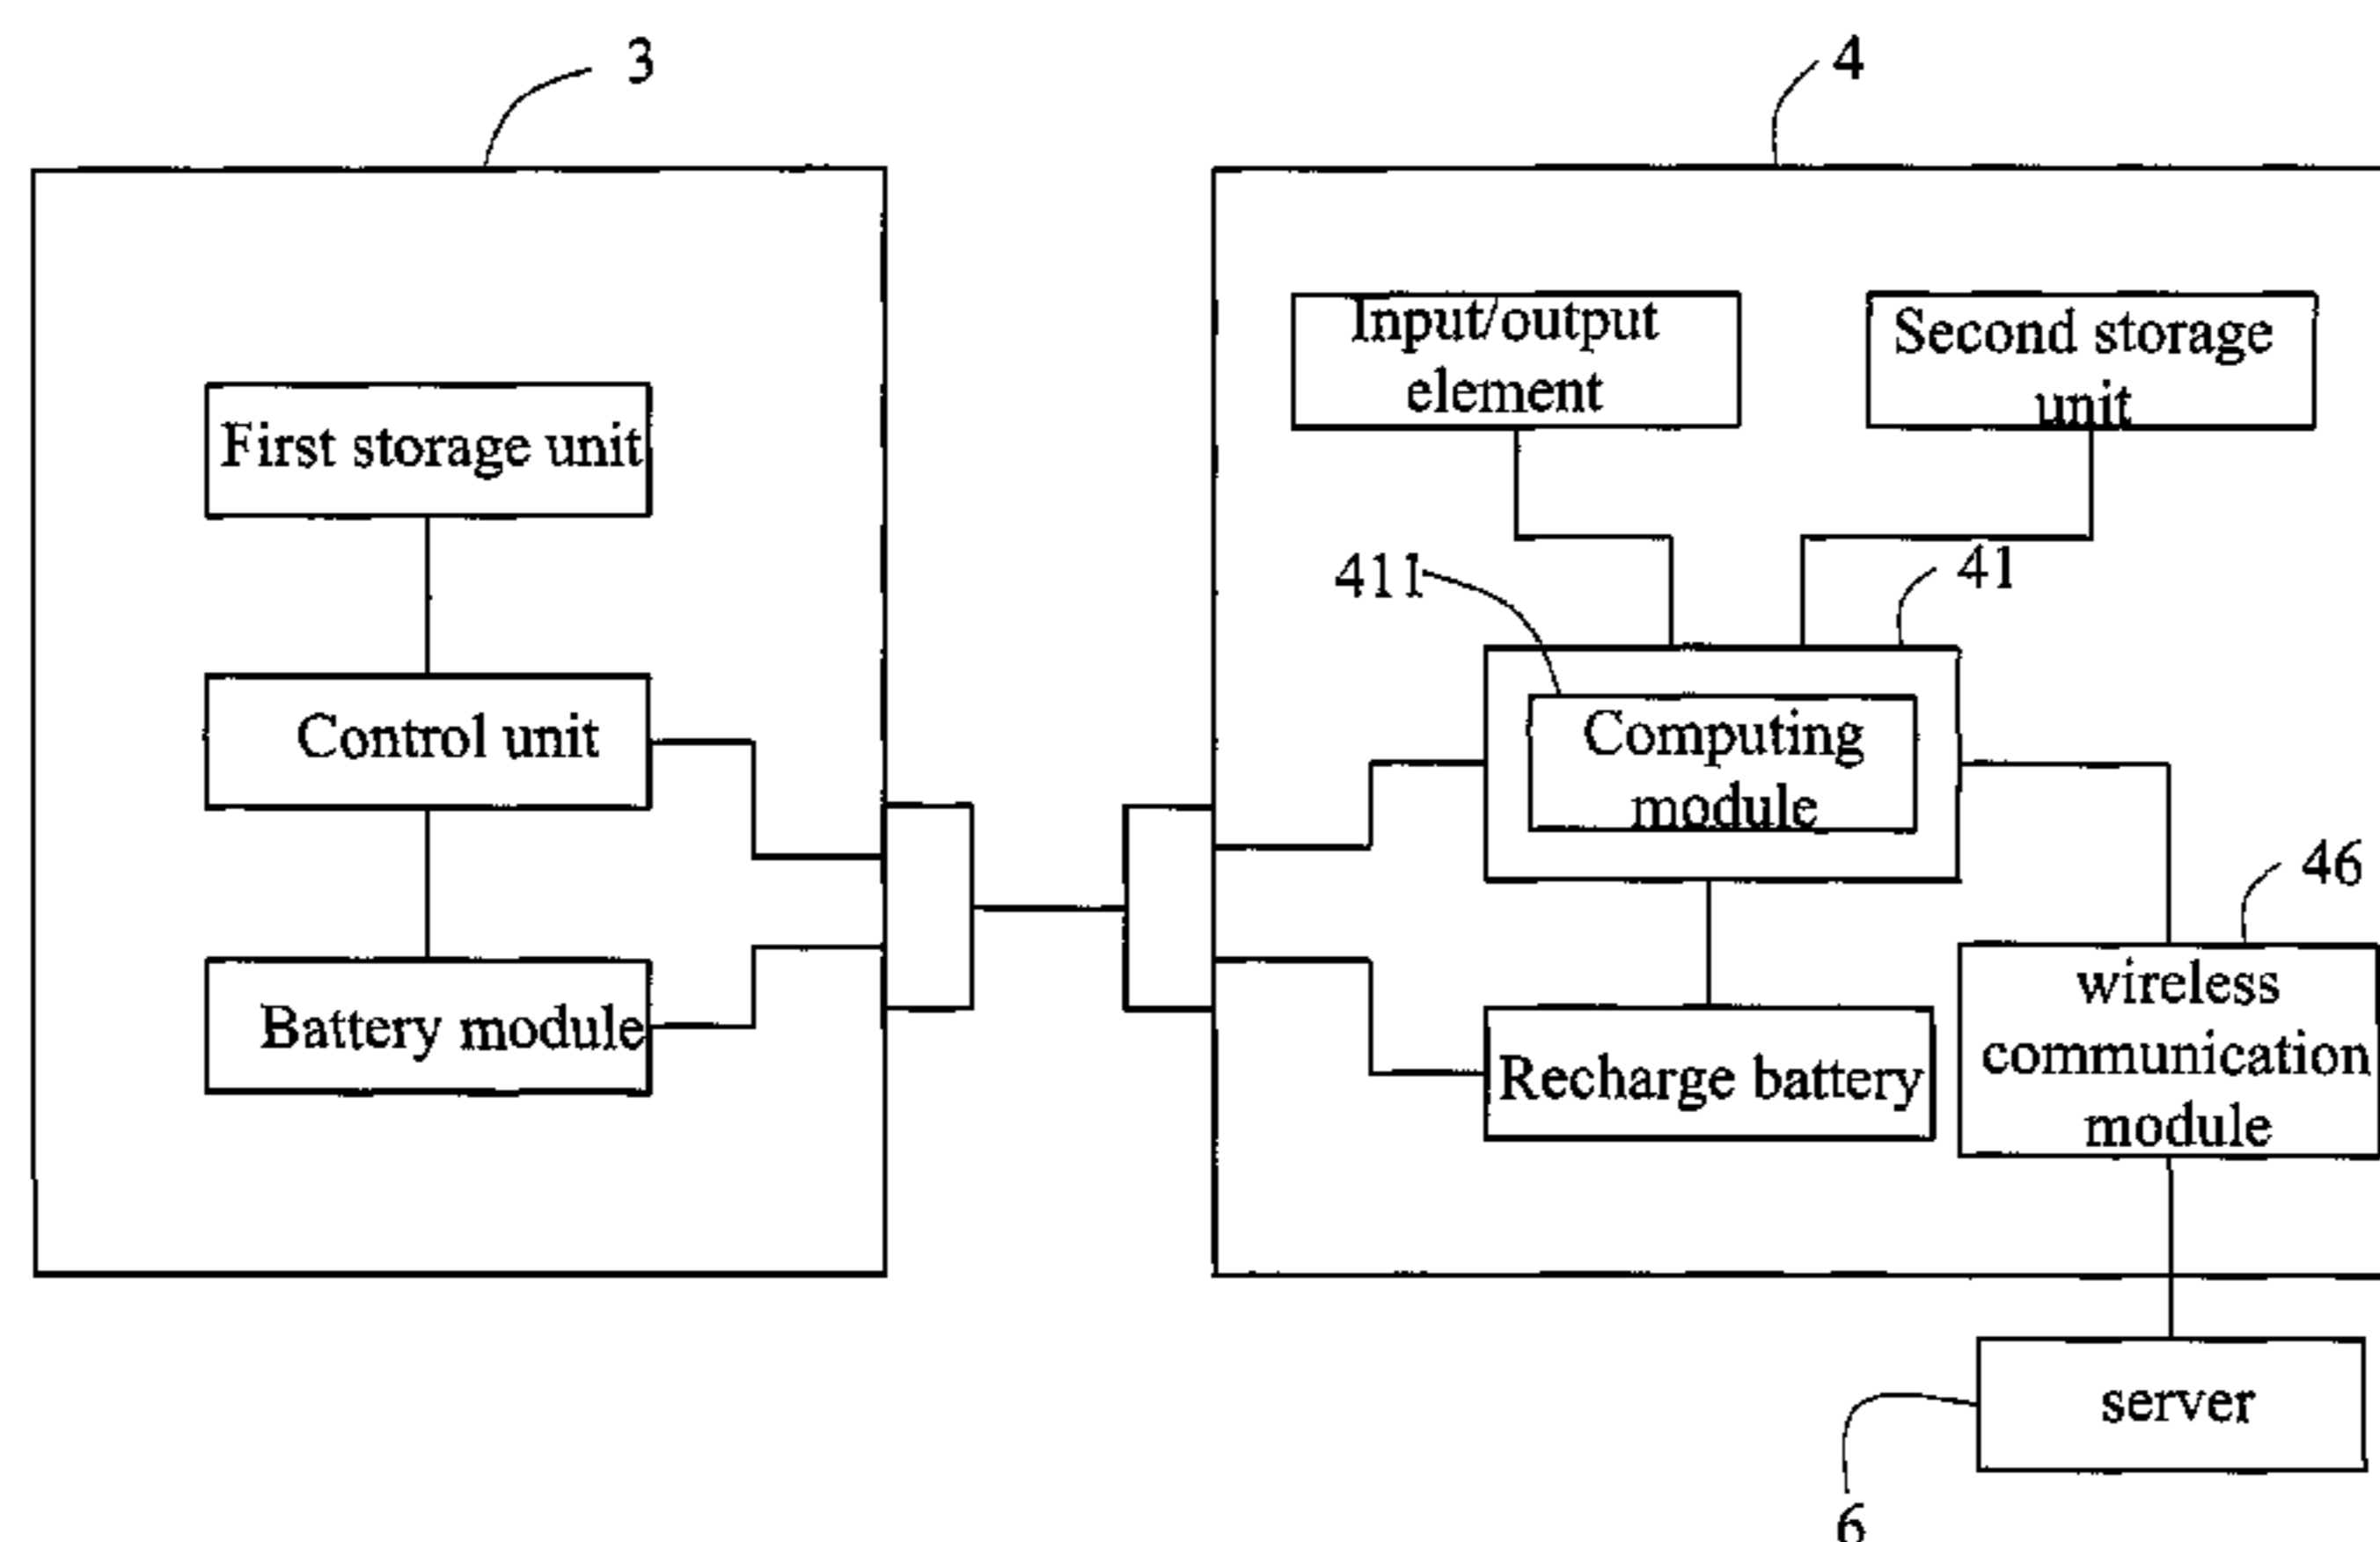 3
4
Input/output
element
Second storage
unit
First storage unit
411
41
Control unit
Computing
module
46
wireless
communication
module
Battery module
Recharge battery
server
6